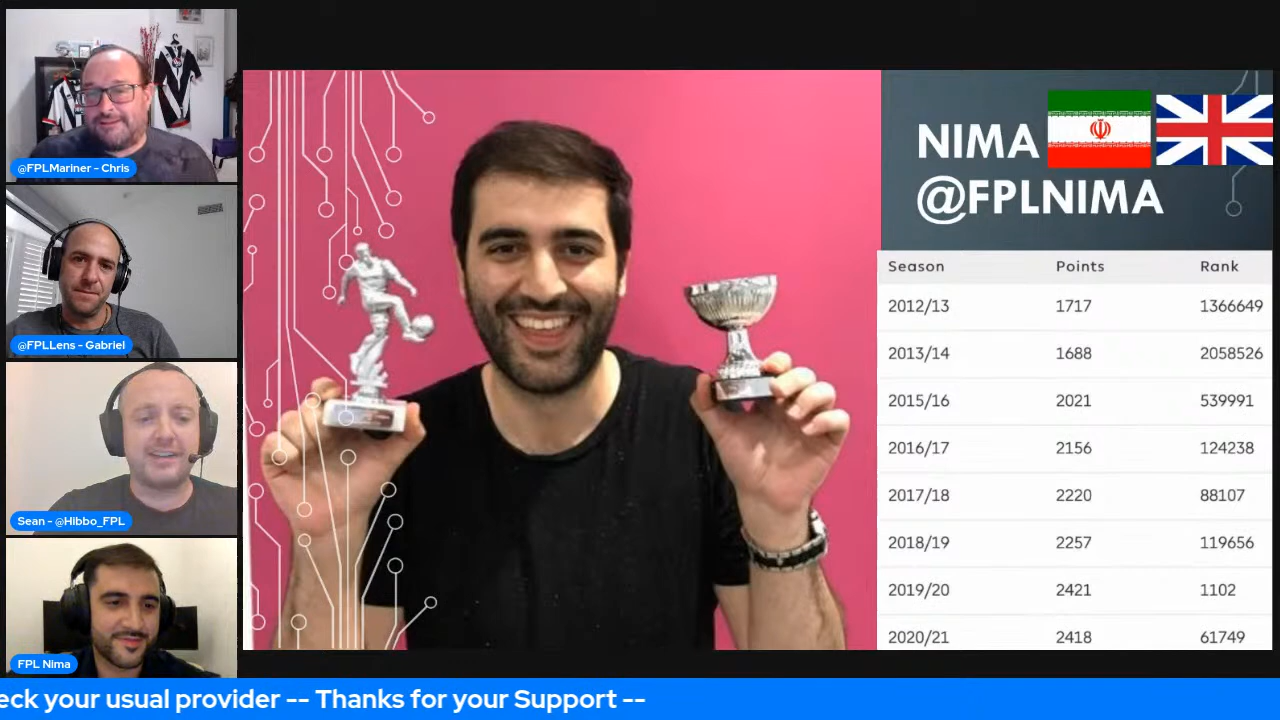 @FPLMariner - Chris
@FPLLens - Gabriel
Sean - @Hibbo_FPL
FPL Nima
NIMA
@FPLNIMA
Season Points Rank
2012/13 1717 1366649
2013/14 1688 2058526
2015/16 2021 539991
2016/17 2156 124238
2017/18 2220 88107
2018/19 2257 119656
2019/20 2421 1102
2020/21 2418 61749
eck your usual provider -- Thanks for your Support --